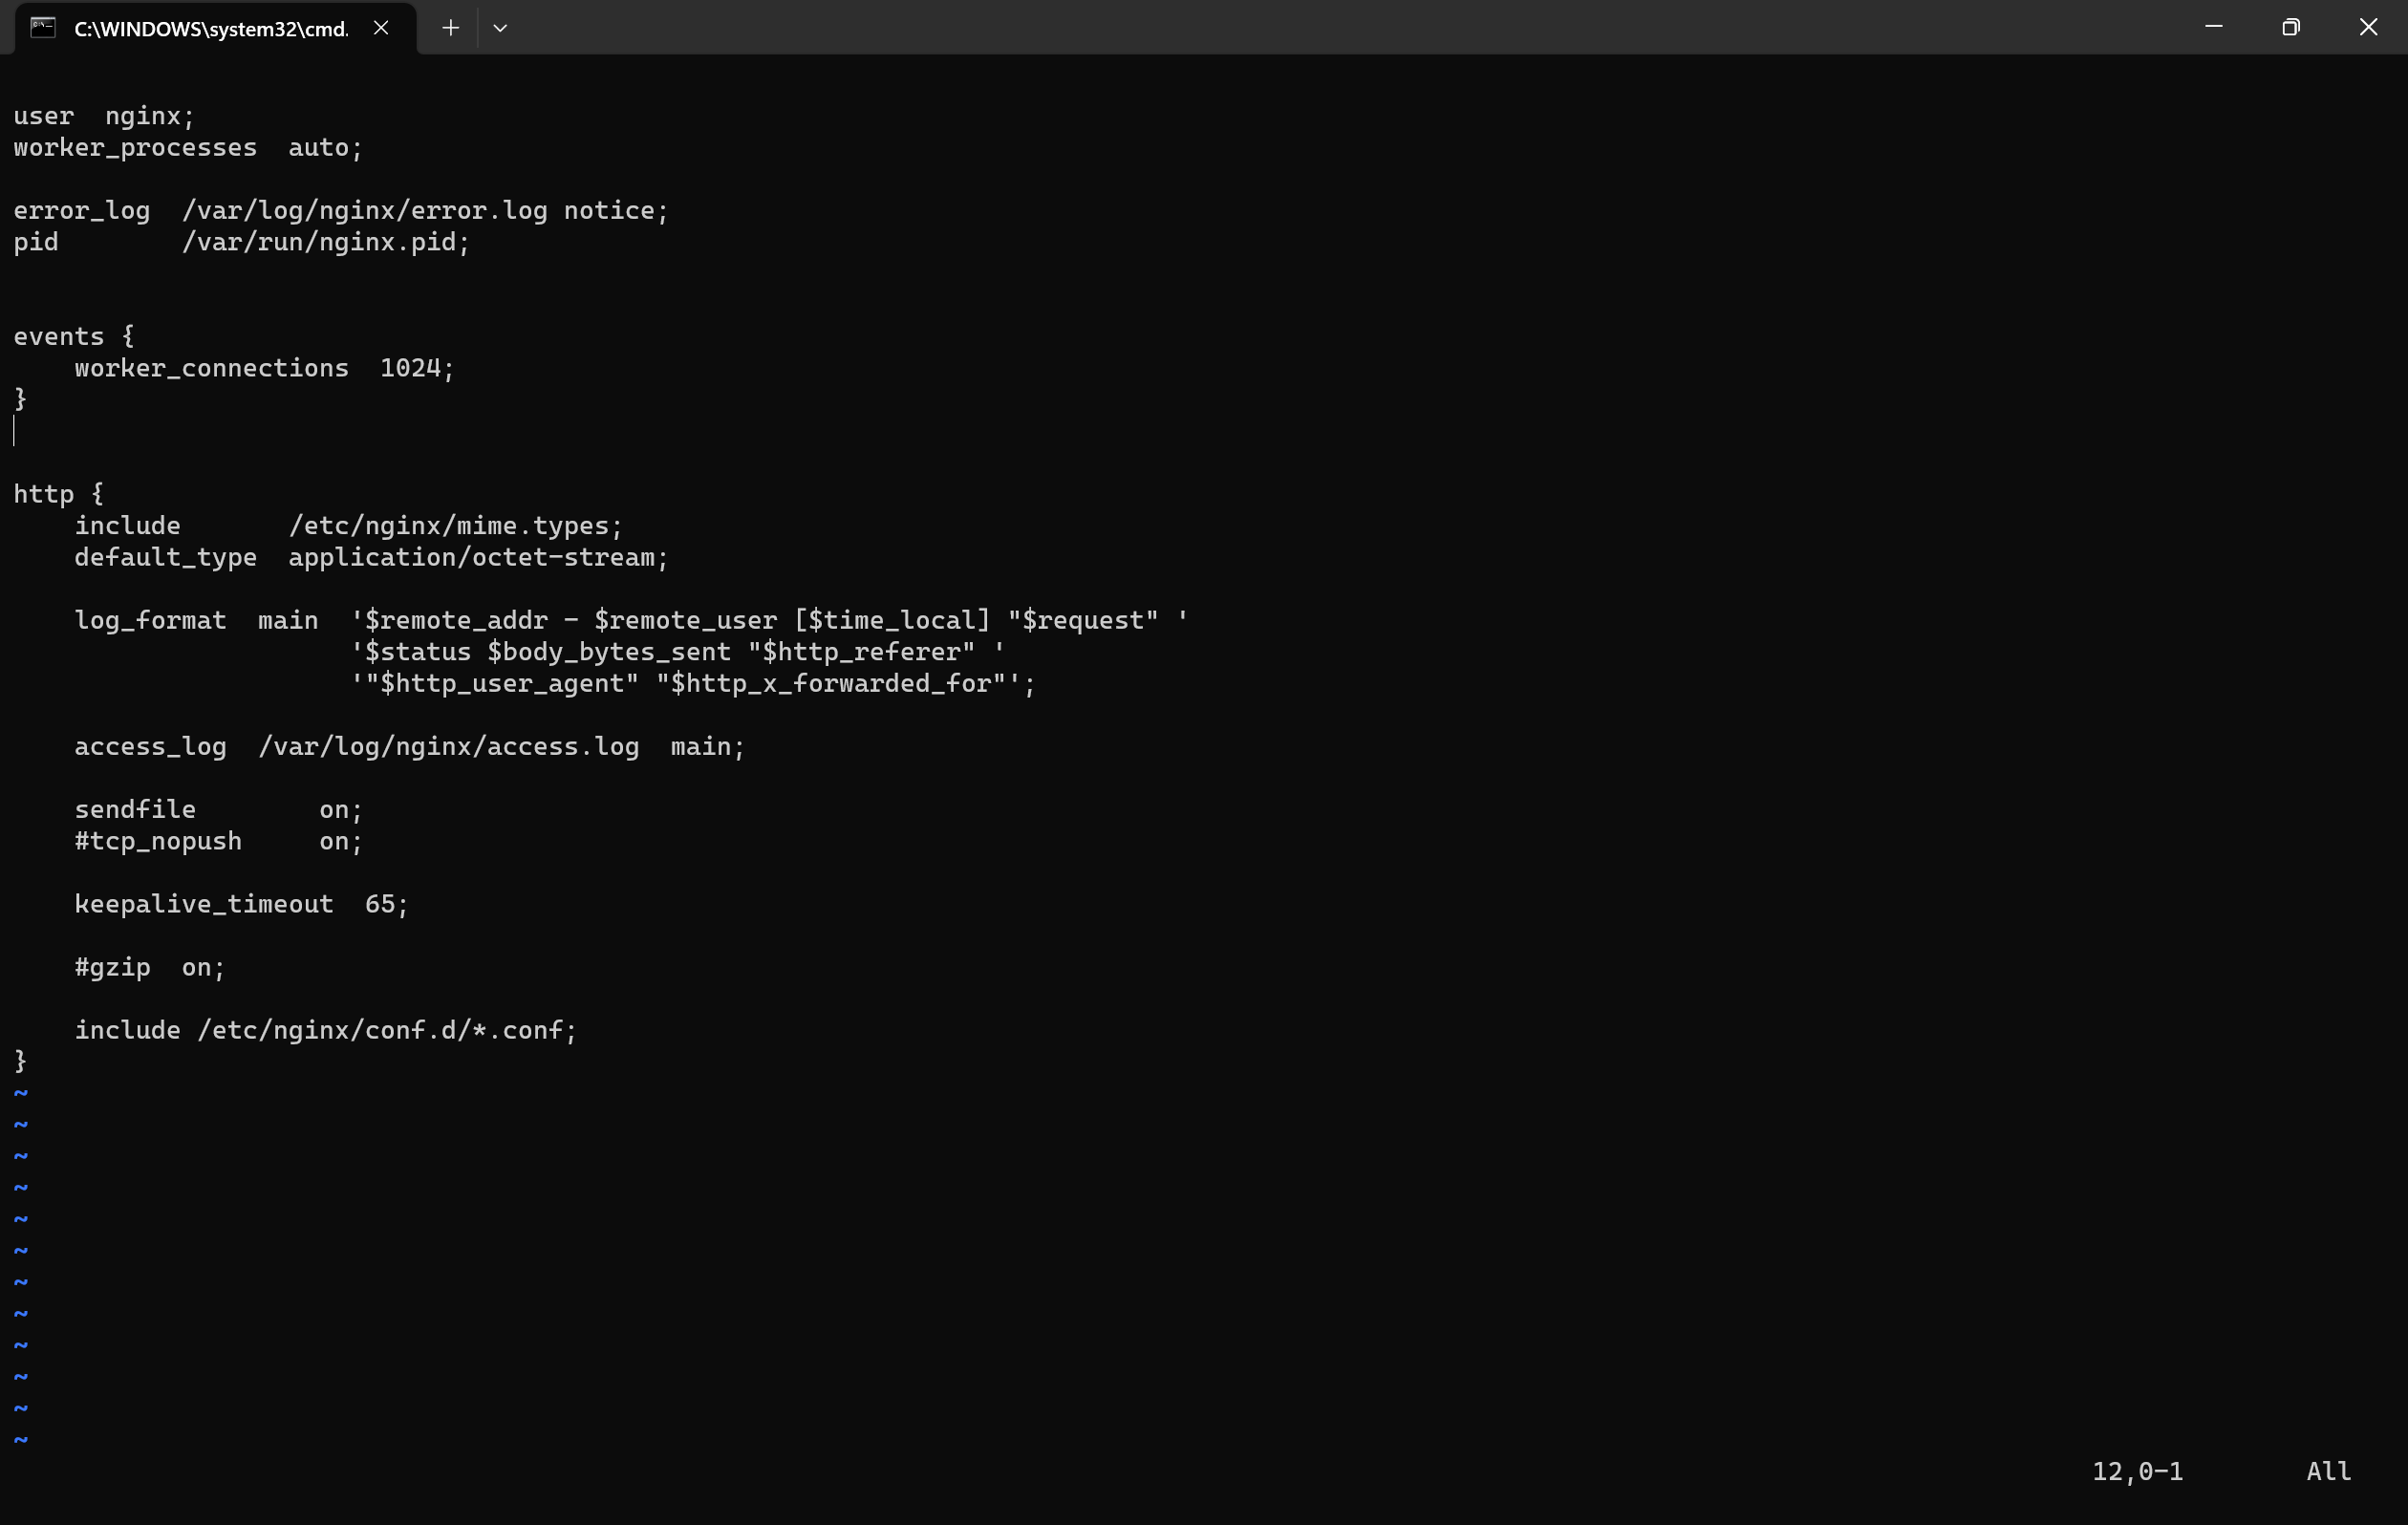 C:\WINDOWS\system32\cmd.
user  nginx;
worker_processes  auto;
error_log  /var/log/nginx/error.log notice;
pid        /var/run/nginx.pid;
events {
    worker_connections  1024;
}
http {
    include       /etc/nginx/mime.types;
    default_type  application/octet-stream;
    log_format  main  '$remote_addr - $remote_user [$time_local] "$request" '
                      '$status $body_bytes_sent "$http_referer" '
                      '"$http_user_agent" "$http_x_forwarded_for"';
    access_log  /var/log/nginx/access.log  main;
    sendfile        on;
    #tcp_nopush     on;
    keepalive_timeout  65;
    #gzip  on;
    include /etc/nginx/conf.d/*.conf;
}
~
~
~
~
~
~
~
~
~
~
~
~
12,0-1        All